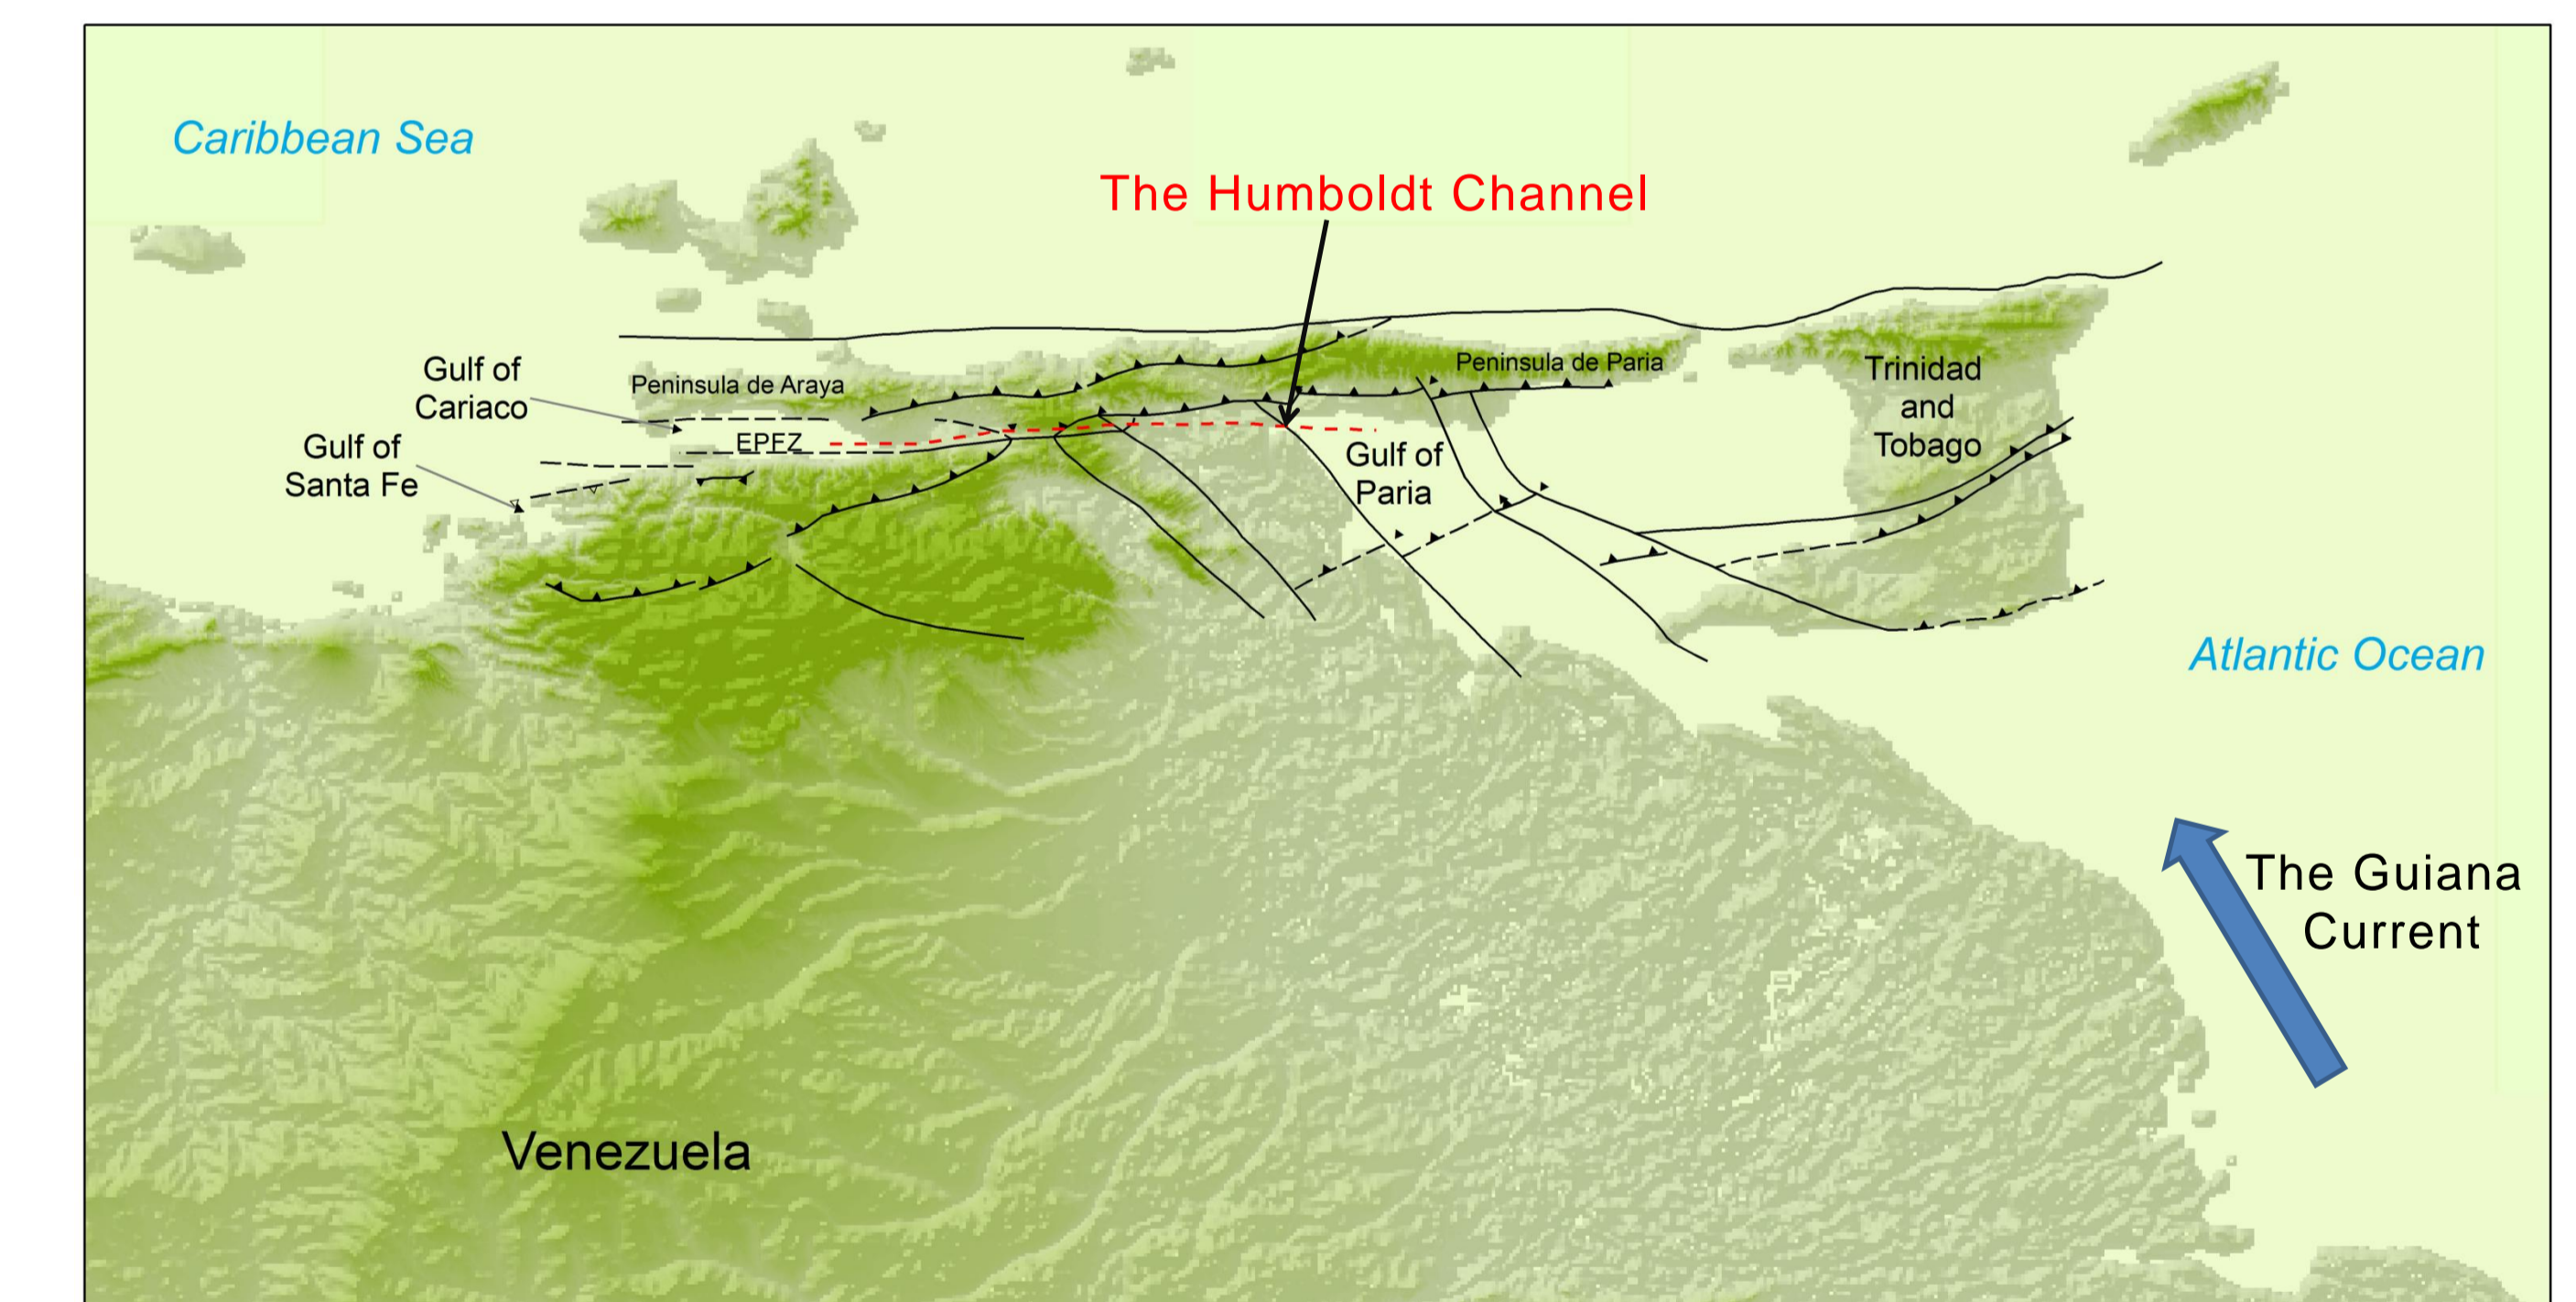 Caribbean Sea
The Humboldt Channel
Gulf of
Cariaco
Peninsula de Araya
Peninsula de Paria
Trinidad
and
Tobago
Gulf of
Santa Fe
EPFZ
Gulf of
Paria
Atlantic Ocean
The Guiana
Current
Venezuela